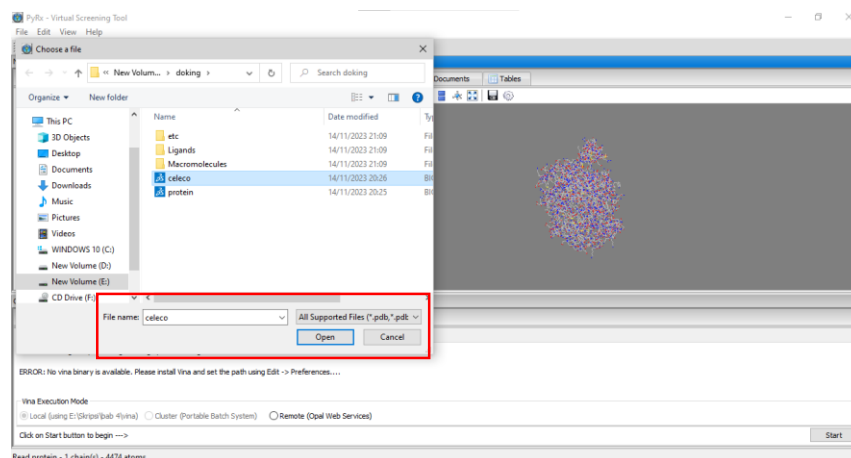 PyRx - Virtual Screening Tool
File Edit View Help
Choose a file
« New Volum... › doking ›
Search doking
Documents Tables
Organize New folder
Name Date modified
This PC
3D Objects
Desktop
Documents
Downloads
Music
Pictures
Videos
WINDOWS 10 (C:)
New Volume (D:)
New Volume (E:)
CD Drive (F:)
etc 14/11/2023 21:09
Ligands 14/11/2023 21:09
Macromolecules 14/11/2023 21:09
celeco 14/11/2023 20:26
protein 14/11/2023 20:25
File name: celeco All Supported Files (*.pdb,*.pdb
Open Cancel
ERROR: No vina binary is available. Please install Vina and set the path using Edit -> Preferences....
Vina Execution Mode
Local (using E:\Skripsi\bab 4\vina) Cluster (Portable Batch System) Remote (Opal Web Services)
Click on Start button to begin --->
Start
Read protein - 1 chain(s) - 4474 atoms